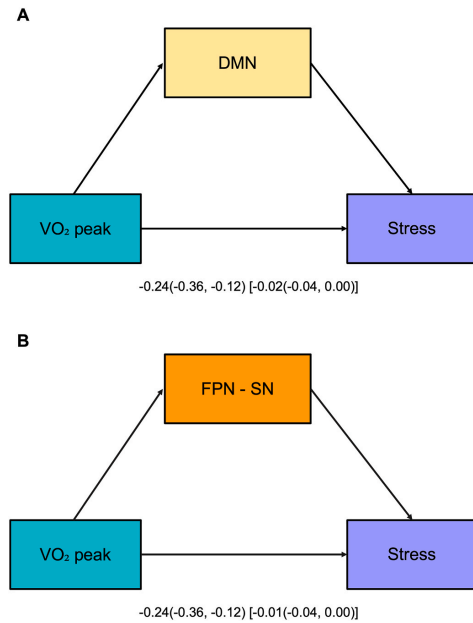 A
DMN
VO₂ peak
Stress
-0.24(-0.36, -0.12) [-0.02(-0.04, 0.00)]
B
FPN - SN
VO₂ peak
Stress
-0.24(-0.36, -0.12) [-0.01(-0.04, 0.00)]